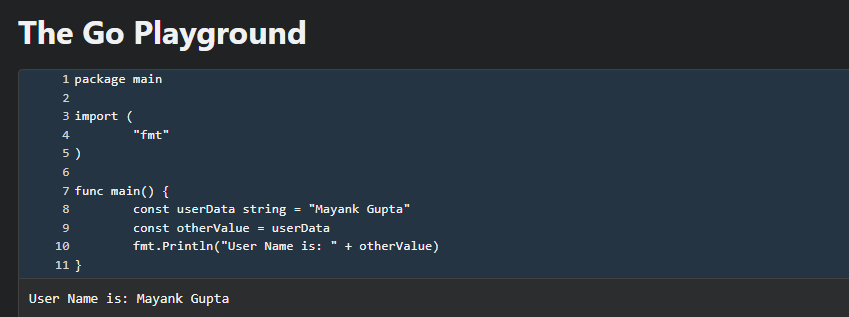 The Go Playground
1 package main
2
3 import (
4 "fmt"
5 )
6
7 func main() {
8 const userData string = "Mayank Gupta"
9 const otherValue = userData
10 fmt.Println("User Name is: " + otherValue)
11 }
User Name is: Mayank Gupta